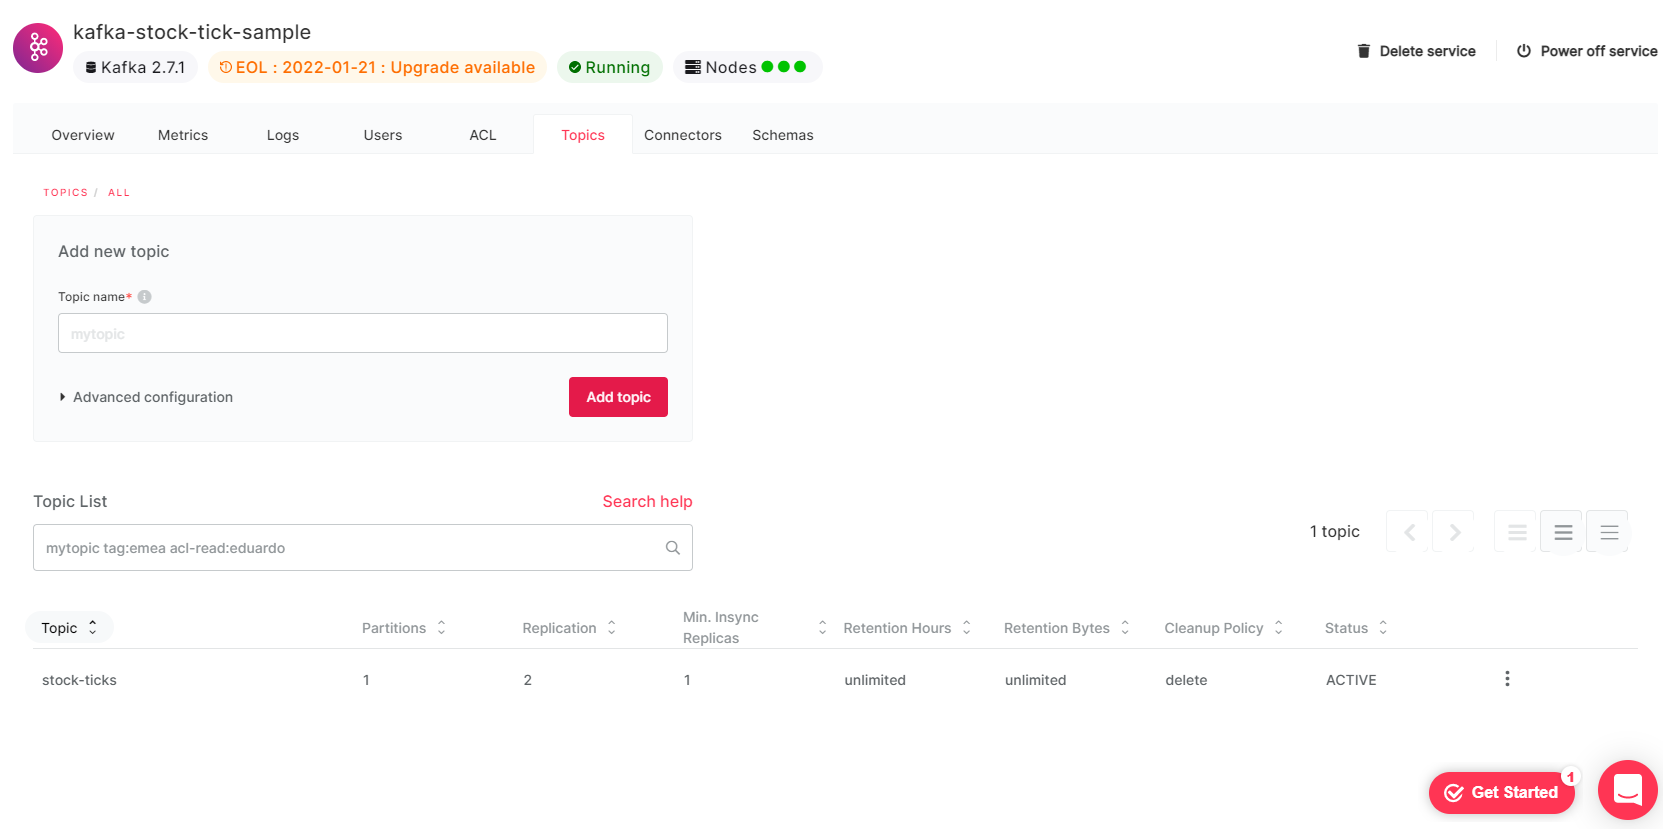 kafka-stock-tick-sample
Kafka 2.7.1 EOL : 2022-01-21 : Upgrade available Running Nodes
Delete service Power off service
Overview Metrics Logs Users ACL Topics Connectors Schemas
TOPICS / ALL
Add new topic
Topic name*
mytopic
Advanced configuration Add topic
Topic List Search help
mytopic tag:emea acl-read:eduardo
1 topic
Topic Partitions Replication Min. Insync Replicas Retention Hours Retention Bytes Cleanup Policy Status
stock-ticks 1 2 1 unlimited unlimited delete ACTIVE
Get Started 1